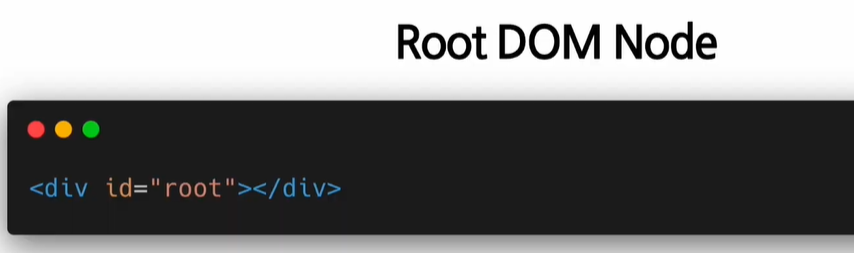 Root DOM Node
<div id="root"></div>